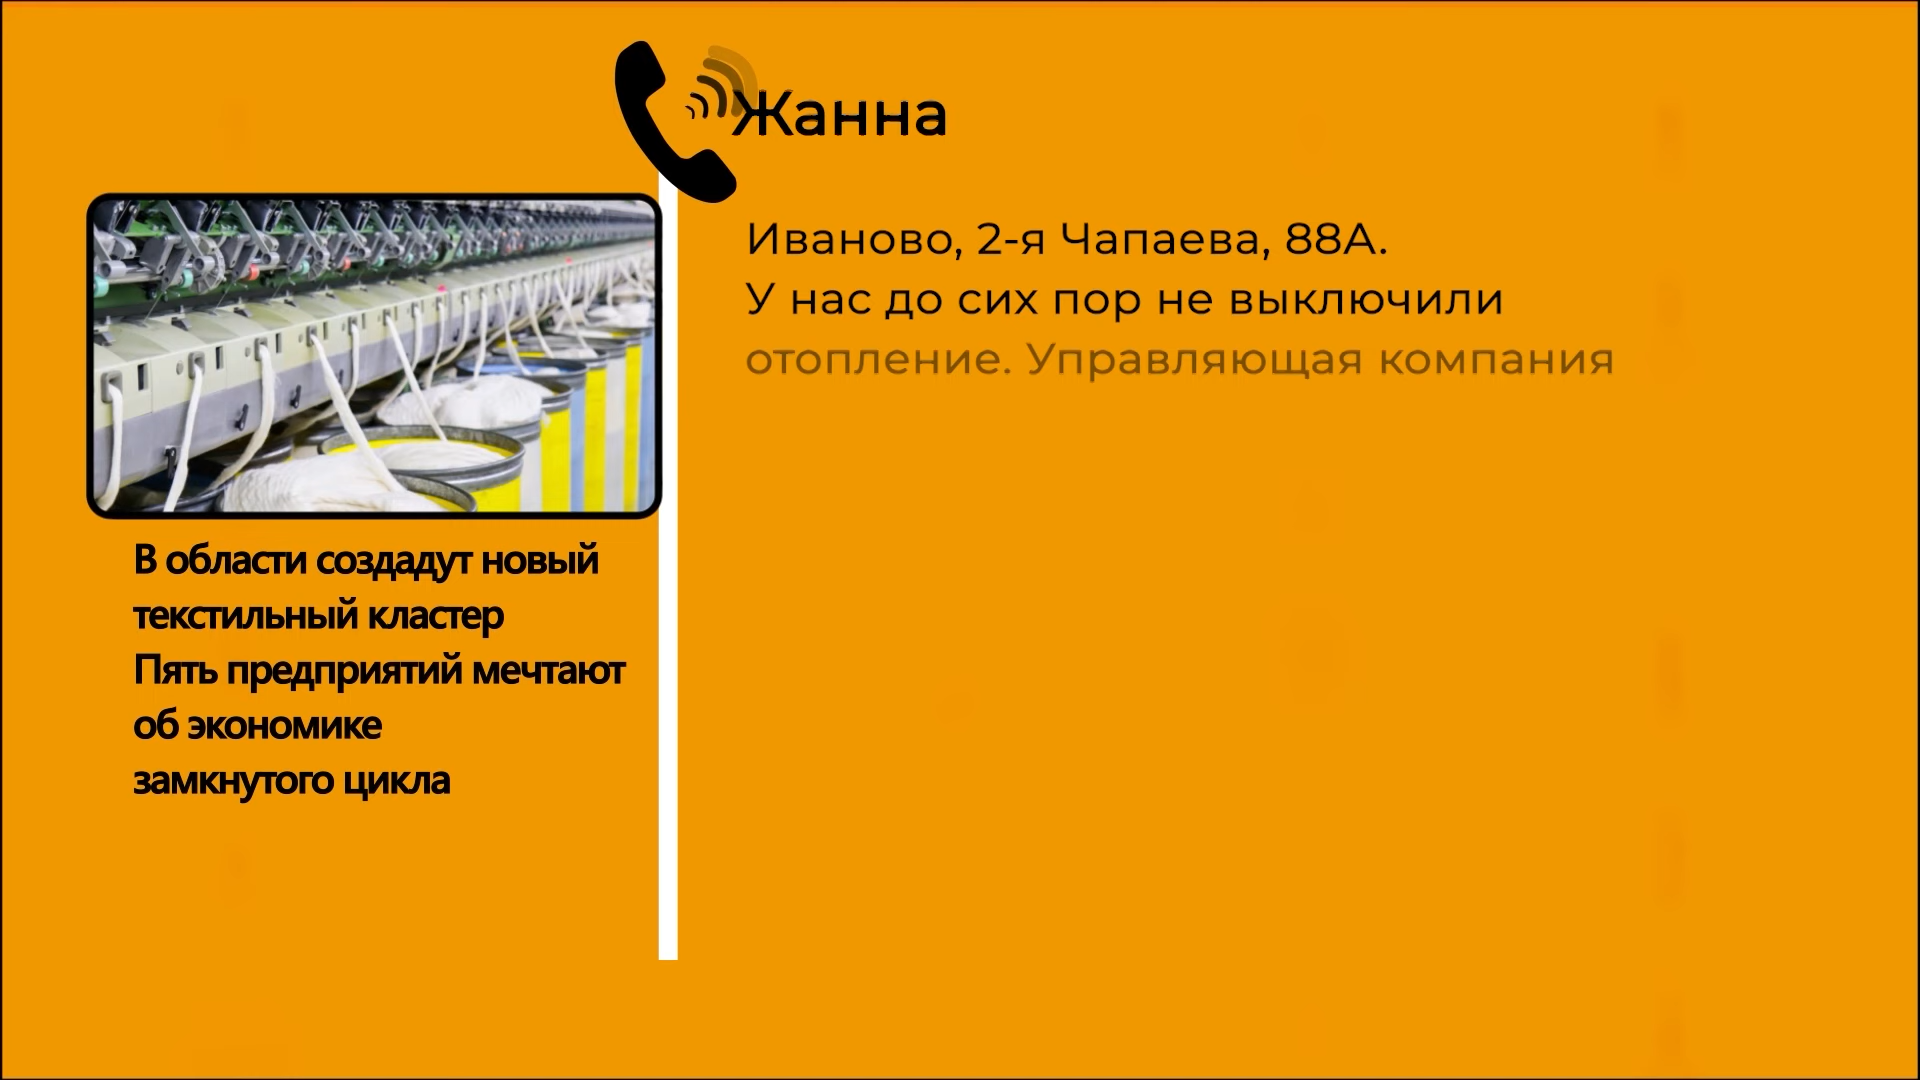 Жанна
Иваново, 2-я Чапаева, 88А.
У нас до сих пор не выключили
отопление. Управляющая компания
В области создадут новый
текстильный кластер
Пять предприятий мечтают
об экономике
замкнутого цикла